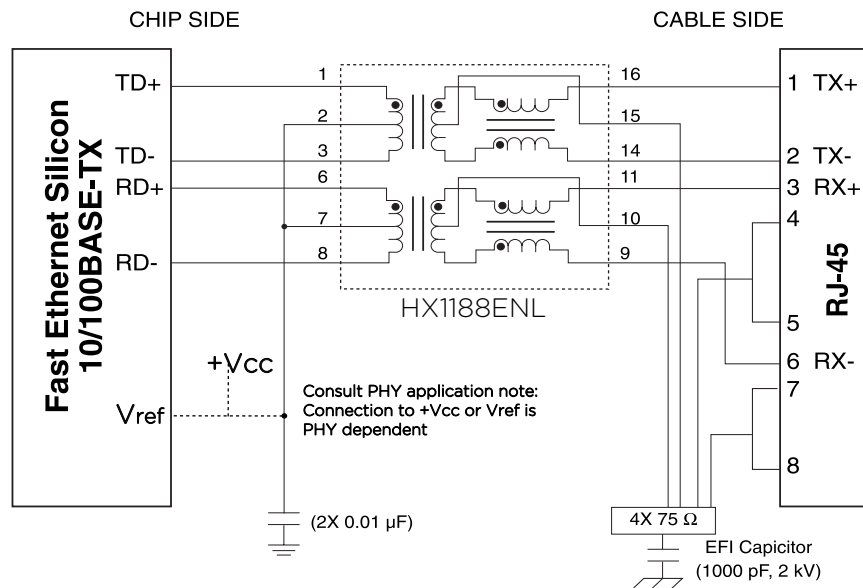 CHIP SIDE
CABLE SIDE
Fast Ethernet Silicon
10/100BASE-TX
TD+
TD-
RD+
RD-
Vref
1
2
3
6
7
8
16
15
14
11
10
9
HX1188ENL
1 TX+
2 TX-
3 RX+
4
5
6 RX-
7
8
RJ-45
+Vcc
Consult PHY application note:
Connection to +Vcc or Vref is
PHY dependent
(2X 0.01 µF)
4X 75 Ω
EFI Capicitor
(1000 pF, 2 kV)